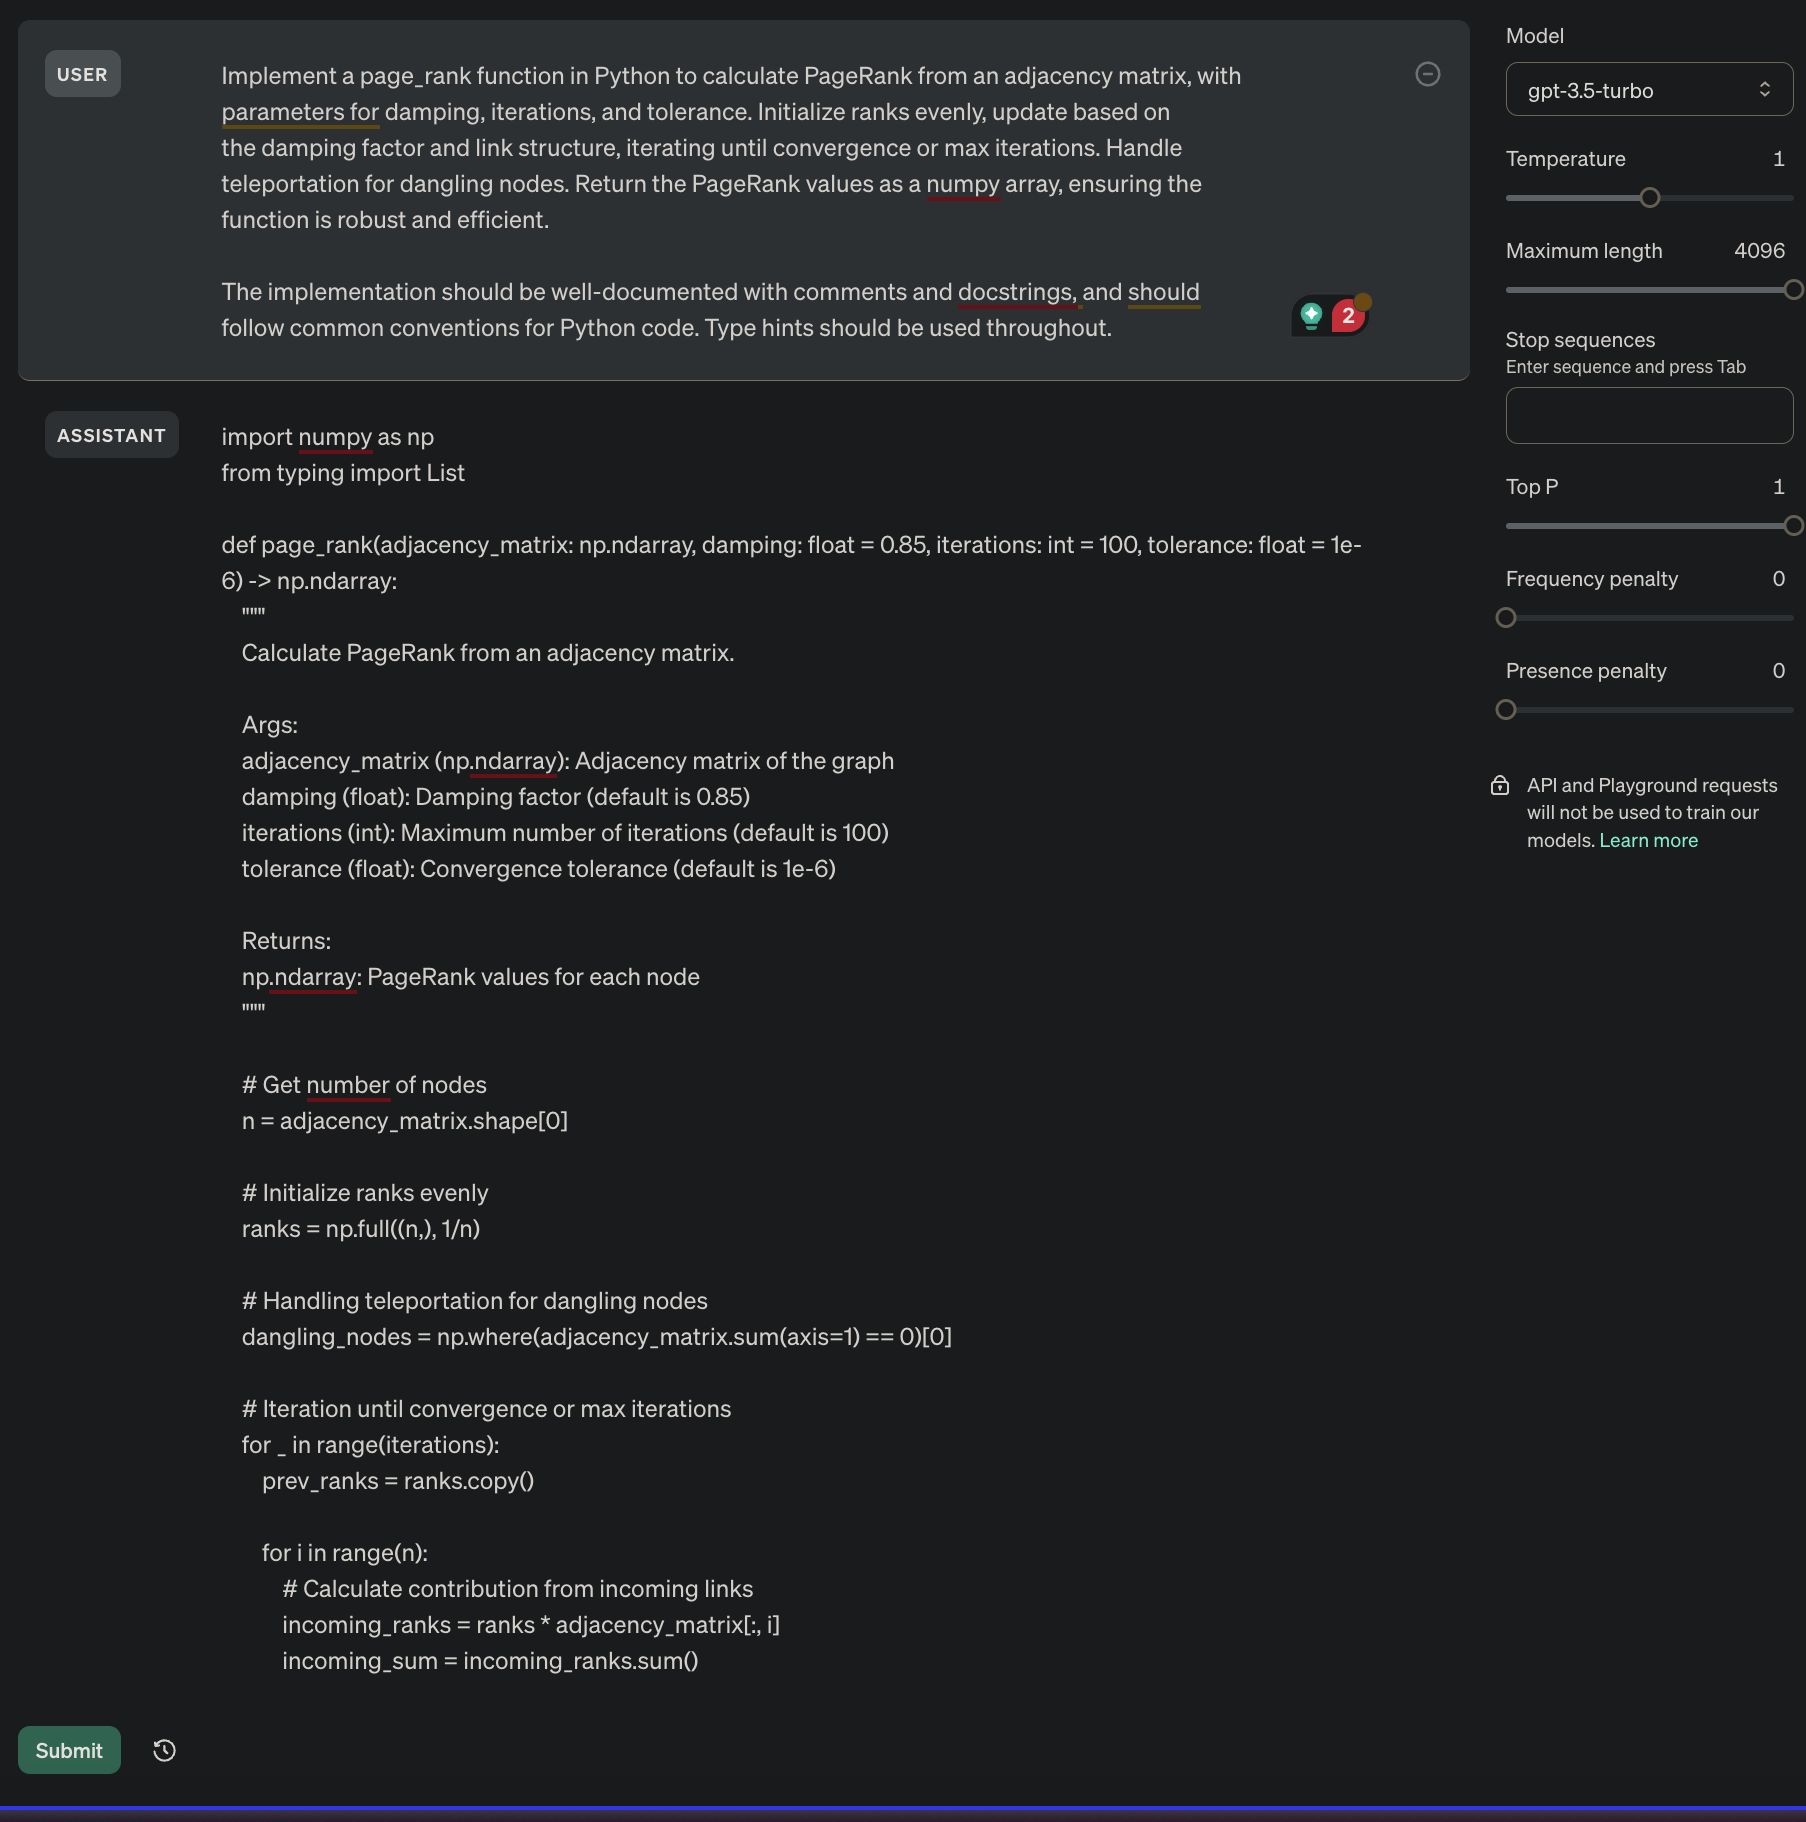 USER
Implement a page_rank function in Python to calculate PageRank from an adjacency matrix, with
parameters for damping, iterations, and tolerance. Initialize ranks evenly, update based on
the damping factor and link structure, iterating until convergence or max iterations. Handle
teleportation for dangling nodes. Return the PageRank values as a numpy array, ensuring the
function is robust and efficient.
The implementation should be well-documented with comments and docstrings, and should
follow common conventions for Python code. Type hints should be used throughout.
2
ASSISTANT
import numpy as np
from typing import List
def page_rank(adjacency_matrix: np.ndarray, damping: float = 0.85, iterations: int = 100, tolerance: float = 1e-
6) -> np.ndarray:
"""
Calculate PageRank from an adjacency matrix.
Args:
adjacency_matrix (np.ndarray): Adjacency matrix of the graph
damping (float): Damping factor (default is 0.85)
iterations (int): Maximum number of iterations (default is 100)
tolerance (float): Convergence tolerance (default is 1e-6)
Returns:
np.ndarray: PageRank values for each node
"""
# Get number of nodes
n = adjacency_matrix.shape[0]
# Initialize ranks evenly
ranks = np.full((n,), 1/n)
# Handling teleportation for dangling nodes
dangling_nodes = np.where(adjacency_matrix.sum(axis=1) == 0)[0]
# Iteration until convergence or max iterations
for _ in range(iterations):
prev_ranks = ranks.copy()
for i in range(n):
# Calculate contribution from incoming links
incoming_ranks = ranks * adjacency_matrix[:, i]
incoming_sum = incoming_ranks.sum()
Submit
Model
gpt-3.5-turbo
Temperature 1
Maximum length 4096
Stop sequences
Enter sequence and press Tab
Top P 1
Frequency penalty 0
Presence penalty 0
API and Playground requests
will not be used to train our
models. Learn more